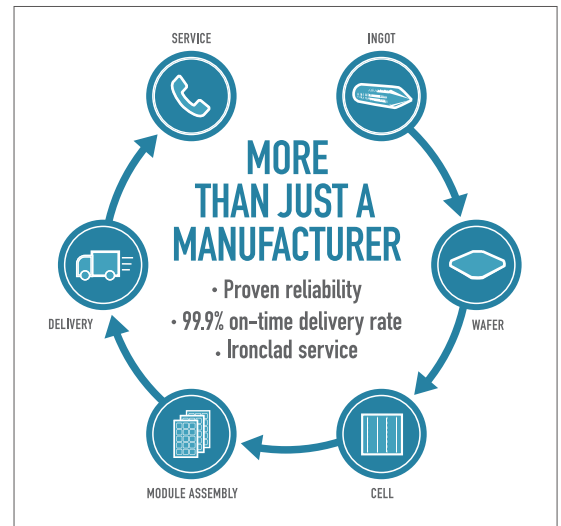 SERVICE
INGOT
MORE
THAN JUST A
MANUFACTURER
· Proven reliability
· 99.9% on-time delivery rate
· Ironclad service
DELIVERY
WAFER
MODULE ASSEMBLY
CELL